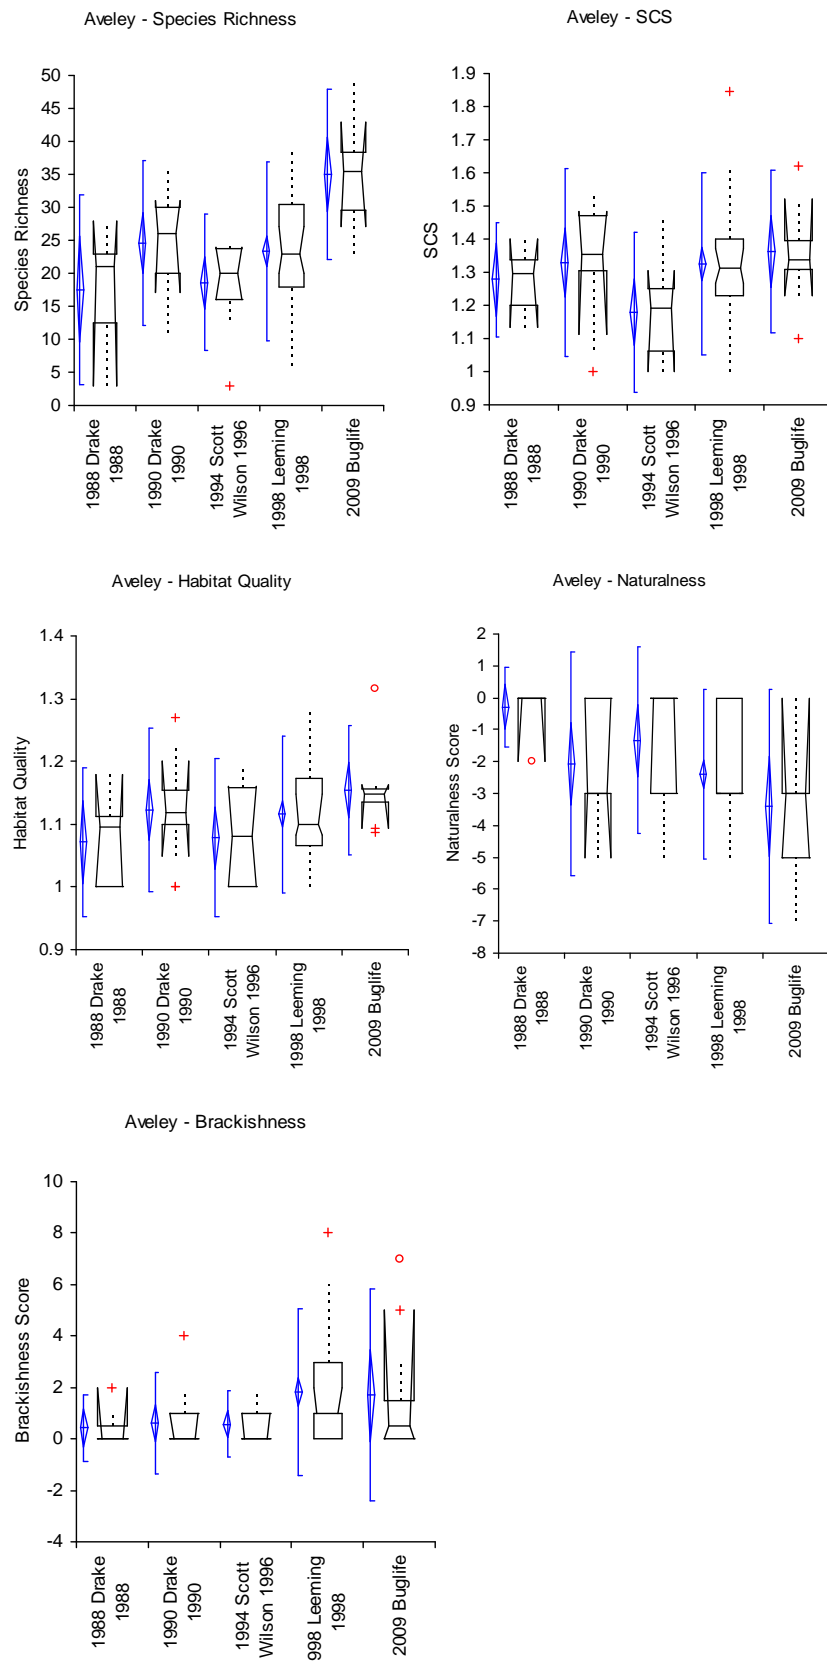 Aveley - Species Richness
Species Richness
50
45
40
35
30
25
20
15
10
5
0
1988 Drake
1988
1990 Drake
1990
1994 Scott
Wilson 1996
1998 Leeming
1998
2009 Buglife
Aveley - SCS
SCS
1.9
1.8
1.7
1.6
1.5
1.4
1.3
1.2
1.1
1
0.9
1988 Drake
1988
1990 Drake
1990
1994 Scott
Wilson 1996
1998 Leeming
1998
2009 Buglife
Aveley - Habitat Quality
Habitat Quality
1.4
1.3
1.2
1.1
1
0.9
1988 Drake
1988
1990 Drake
1990
1994 Scott
Wilson 1996
1998 Leeming
1998
2009 Buglife
Aveley - Naturalness
Naturalness Score
2
1
0
-1
-2
-3
-4
-5
-6
-7
-8
1988 Drake
1988
1990 Drake
1990
1994 Scott
Wilson 1996
1998 Leeming
1998
2009 Buglife
Aveley - Brackishness
Brackishness Score
10
8
6
4
2
0
-2
-4
1988 Drake
1988
1990 Drake
1990
1994 Scott
Wilson 1996
998 Leeming
1998
2009 Buglife